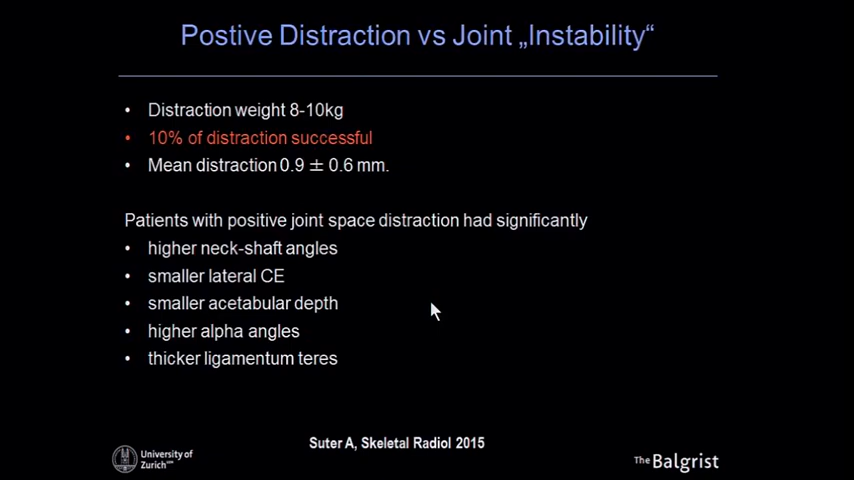 Postive Distraction vs Joint „Instability“
• Distraction weight 8-10kg
• 10% of distraction successful
• Mean distraction 0.9 ± 0.6 mm.
Patients with positive joint space distraction had significantly
• higher neck-shaft angles
• smaller lateral CE
• smaller acetabular depth
• higher alpha angles
• thicker ligamentum teres
Suter A, Skeletal Radiol 2015
University of
Zurich
The Balgrist